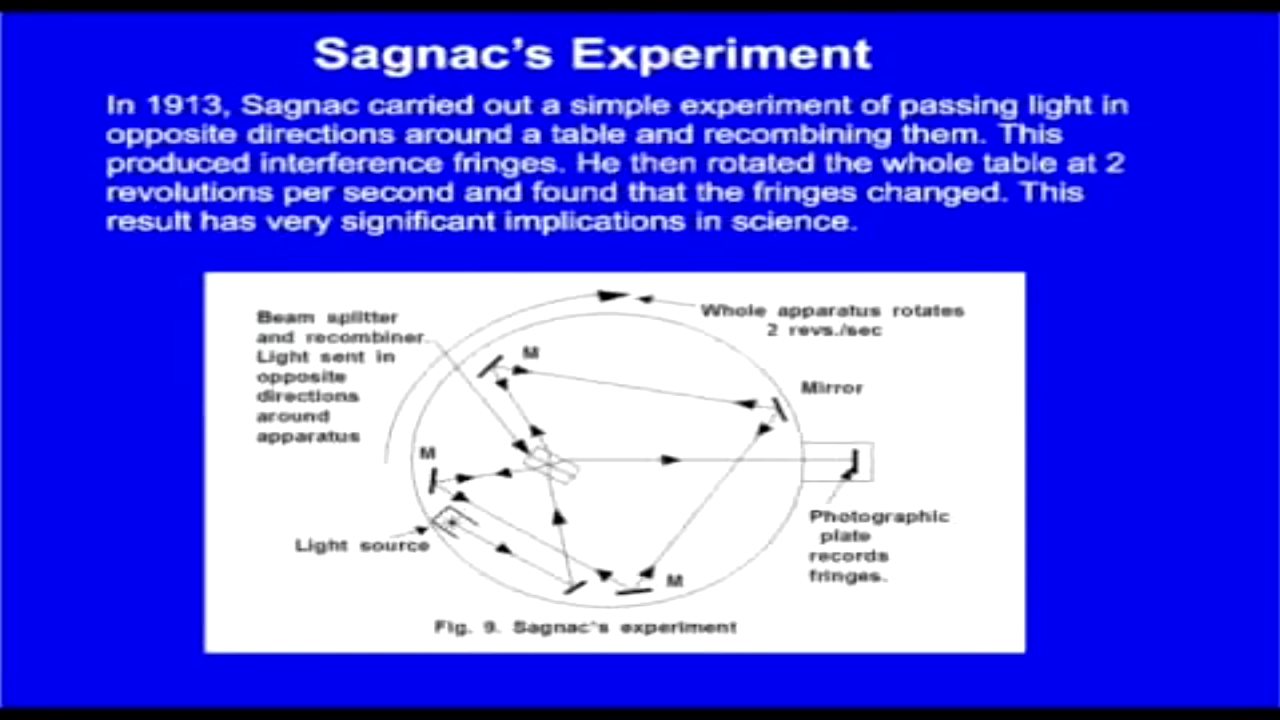 Sagnac's Experiment
In 1913, Sagnac carried out a simple experiment of passing light in
opposite directions around a table and recombining them. This
produced interference fringes. He then rotated the whole table at 2
revolutions per second and found that the fringes changed. This
result has very significant implications in science.
Beam splitter
and recombiner.
Light sent in
opposite
directions
around
apparatus
Whole apparatus rotates
2 revs./sec
M
Mirror
M
Light source
M
Photographic
plate
records
fringes.
Fig. 9. Sagnac's experiment